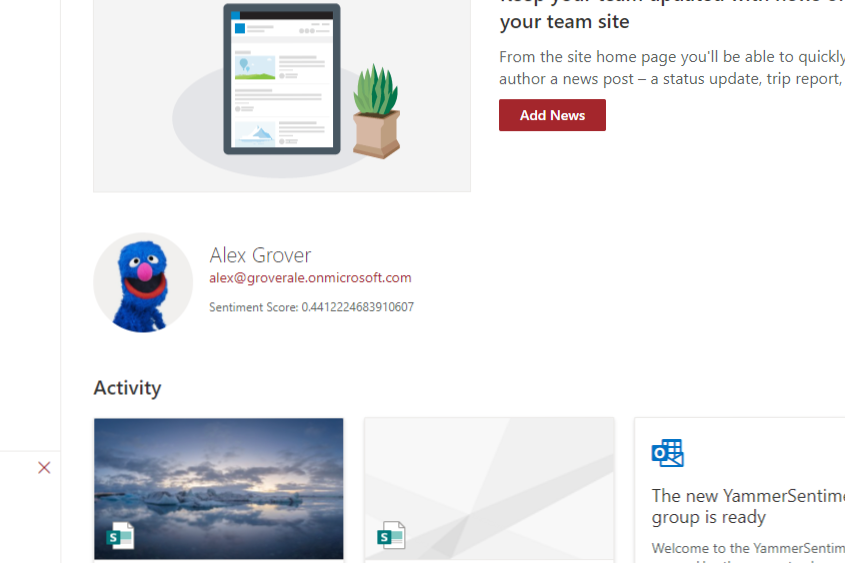 your team site
From the site home page you'll be able to quickly
author a news post – a status update, trip report,
Add News
Alex Grover
alex@groverale.onmicrosoft.com
Sentiment Score: 0.4412224683910607
Activity
S
S
O
The new YammerSentime
group is ready
Welcome to the YammerSentim